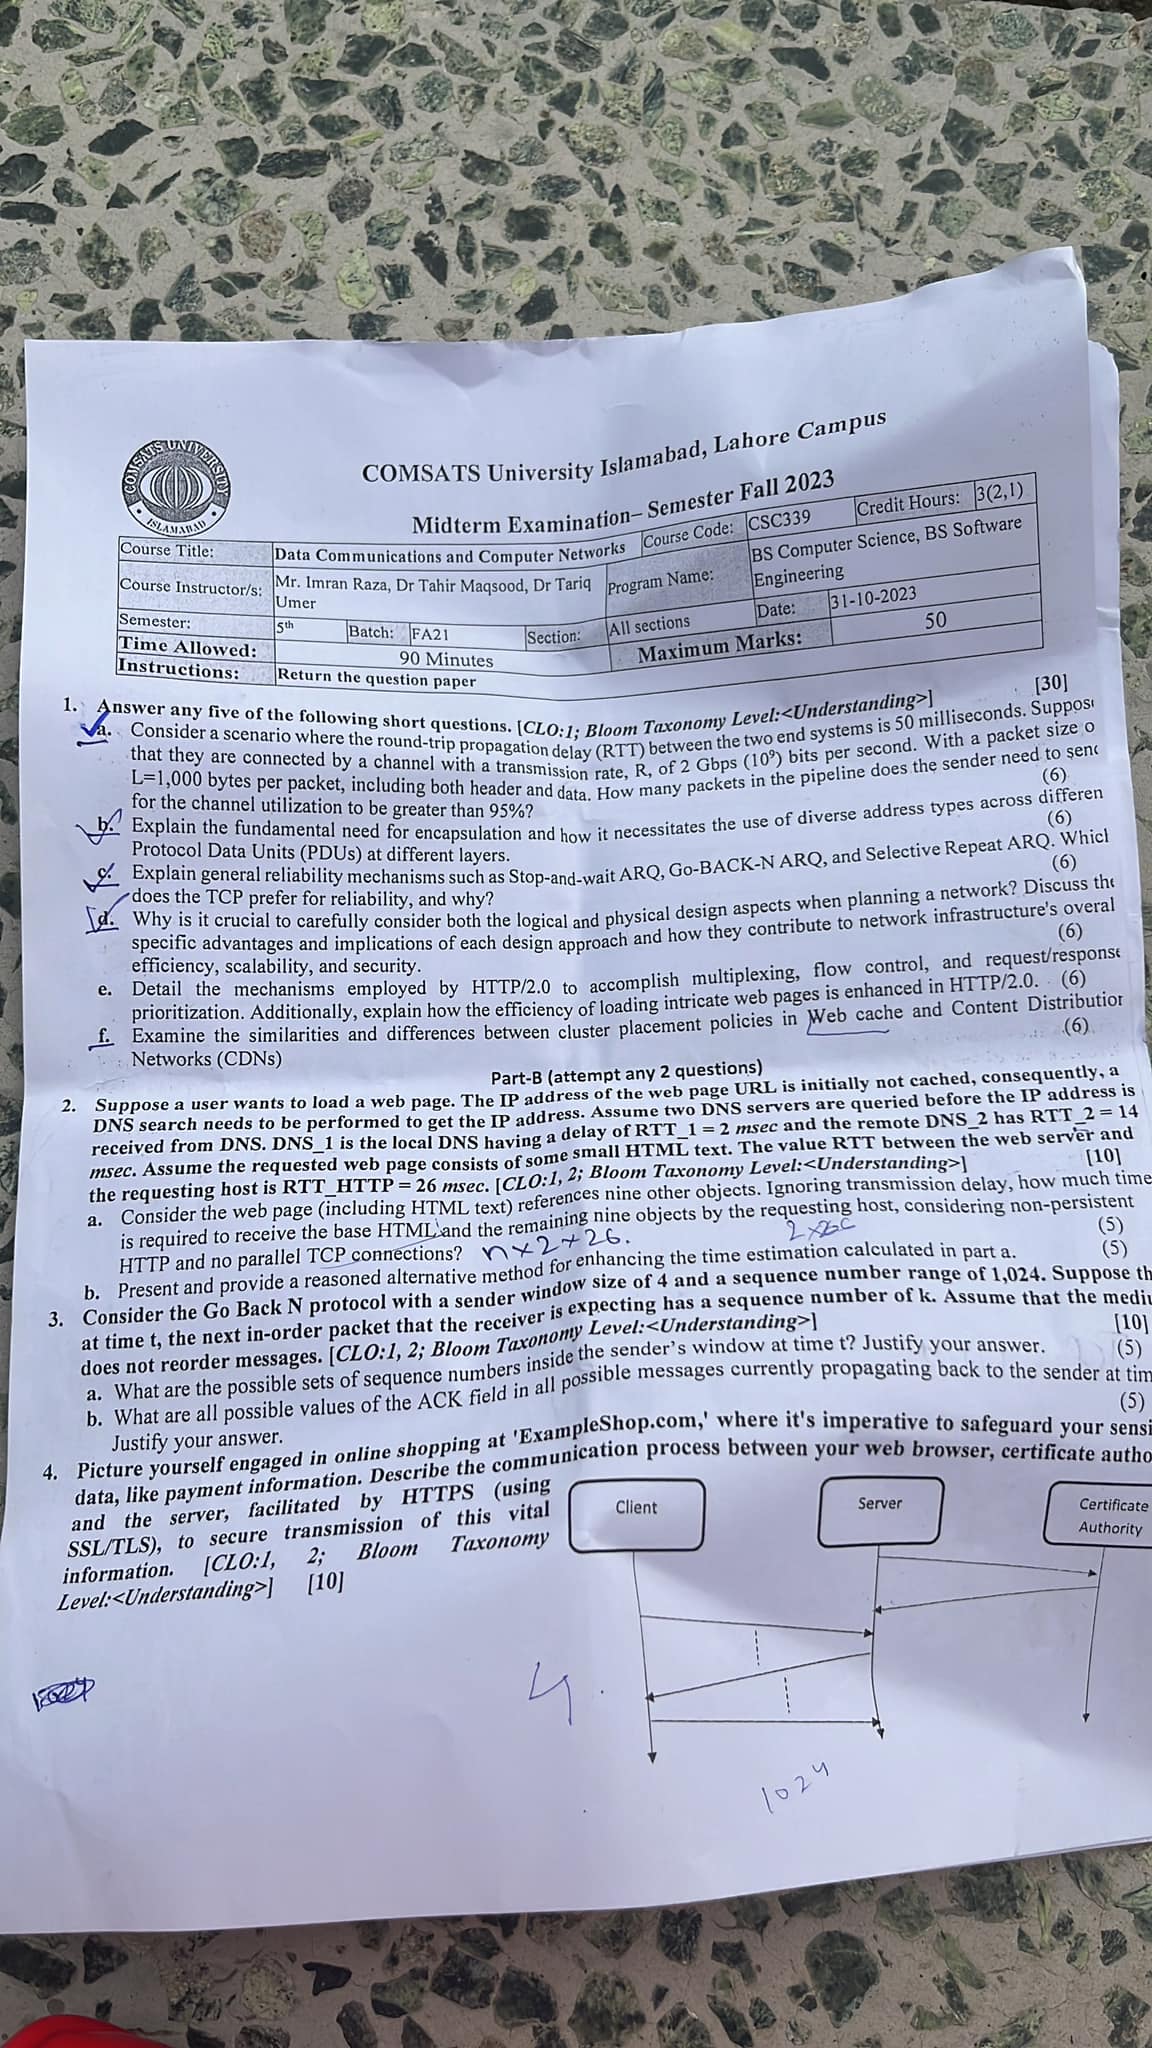 COMSATS University Islamabad, Lahore Campus
COMSATS UNIVERSITY
ISLAMABAD
Midterm Examination– Semester Fall 2023
Course Title: Data Communications and Computer Networks Course Code: CSC339 Credit Hours: 3(2,1)
Course Instructor/s: Mr. Imran Raza, Dr Tahir Maqsood, Dr Tariq Umer Program Name: BS Computer Science, BS Software Engineering
Semester: 5th Batch: FA21 Section: All sections Date: 31-10-2023
Time Allowed: 90 Minutes Maximum Marks: 50
Instructions: Return the question paper
1. Answer any five of the following short questions. [CLO:1; Bloom Taxonomy Level:<Understanding>] [30]
a. Consider a scenario where the round-trip propagation delay (RTT) between the two end systems is 50 milliseconds. Suppos
that they are connected by a channel with a transmission rate, R, of 2 Gbps (10⁹) bits per second. With a packet size o
L=1,000 bytes per packet, including both header and data. How many packets in the pipeline does the sender need to send
for the channel utilization to be greater than 95%? (6)
b. Explain the fundamental need for encapsulation and how it necessitates the use of diverse address types across differen
Protocol Data Units (PDUs) at different layers. (6)
c. Explain general reliability mechanisms such as Stop-and-wait ARQ, Go-BACK-N ARQ, and Selective Repeat ARQ. Which
does the TCP prefer for reliability, and why? (6)
d. Why is it crucial to carefully consider both the logical and physical design aspects when planning a network? Discuss the
specific advantages and implications of each design approach and how they contribute to network infrastructure's overal
efficiency, scalability, and security. (6)
e. Detail the mechanisms employed by HTTP/2.0 to accomplish multiplexing, flow control, and request/response
prioritization. Additionally, explain how the efficiency of loading intricate web pages is enhanced in HTTP/2.0. (6)
f. Examine the similarities and differences between cluster placement policies in Web cache and Content Distribution
Networks (CDNs) (6)
Part-B (attempt any 2 questions)
2. Suppose a user wants to load a web page. The IP address of the web page URL is initially not cached, consequently, a
DNS search needs to be performed to get the IP address. Assume two DNS servers are queried before the IP address is
received from DNS. DNS_1 is the local DNS having a delay of RTT_1 = 2 msec and the remote DNS_2 has RTT_2 = 14
msec. Assume the requested web page consists of some small HTML text. The value RTT between the web server and
the requesting host is RTT_HTTP = 26 msec. [CLO:1, 2; Bloom Taxonomy Level:<Understanding>] [10]
a. Consider the web page (including HTML text) references nine other objects. Ignoring transmission delay, how much time
is required to receive the base HTML and the remaining nine objects by the requesting host, considering non-persistent
HTTP and no parallel TCP connections? n×2×26. (5)
b. Present and provide a reasoned alternative method for enhancing the time estimation calculated in part a. (5)
3. Consider the Go Back N protocol with a sender window size of 4 and a sequence number range of 1,024. Suppose th
at time t, the next in-order packet that the receiver is expecting has a sequence number of k. Assume that the mediu
does not reorder messages. [CLO:1, 2; Bloom Taxonomy Level:<Understanding>] [10]
a. What are the possible sets of sequence numbers inside the sender's window at time t? Justify your answer. (5)
b. What are all possible values of the ACK field in all possible messages currently propagating back to the sender at tim
Justify your answer. (5)
4. Picture yourself engaged in online shopping at 'ExampleShop.com,' where it's imperative to safeguard your sensi
data, like payment information. Describe the communication process between your web browser, certificate autho
and the server, facilitated by HTTPS (using
SSL/TLS), to secure transmission of this vital
information. [CLO:1, 2; Bloom Taxonomy
Level:<Understanding>] [10]
Client
Server
Certificate
Authority
4.
1024